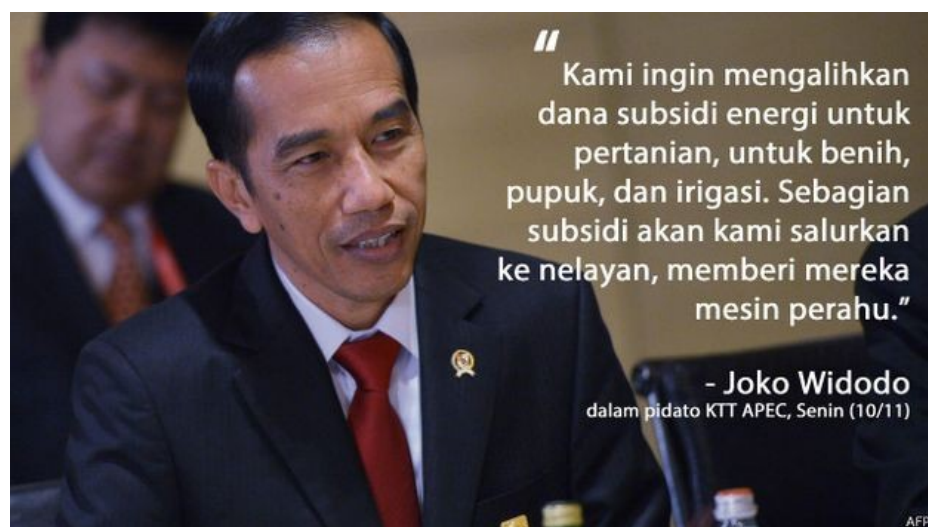 “
Kami ingin mengalihkan
dana subsidi energi untuk
pertanian, untuk benih,
pupuk, dan irigasi. Sebagian
subsidi akan kami salurkan
ke nelayan, memberi mereka
mesin perahu.”
- Joko Widodo
dalam pidato KTT APEC, Senin (10/11)
AFP